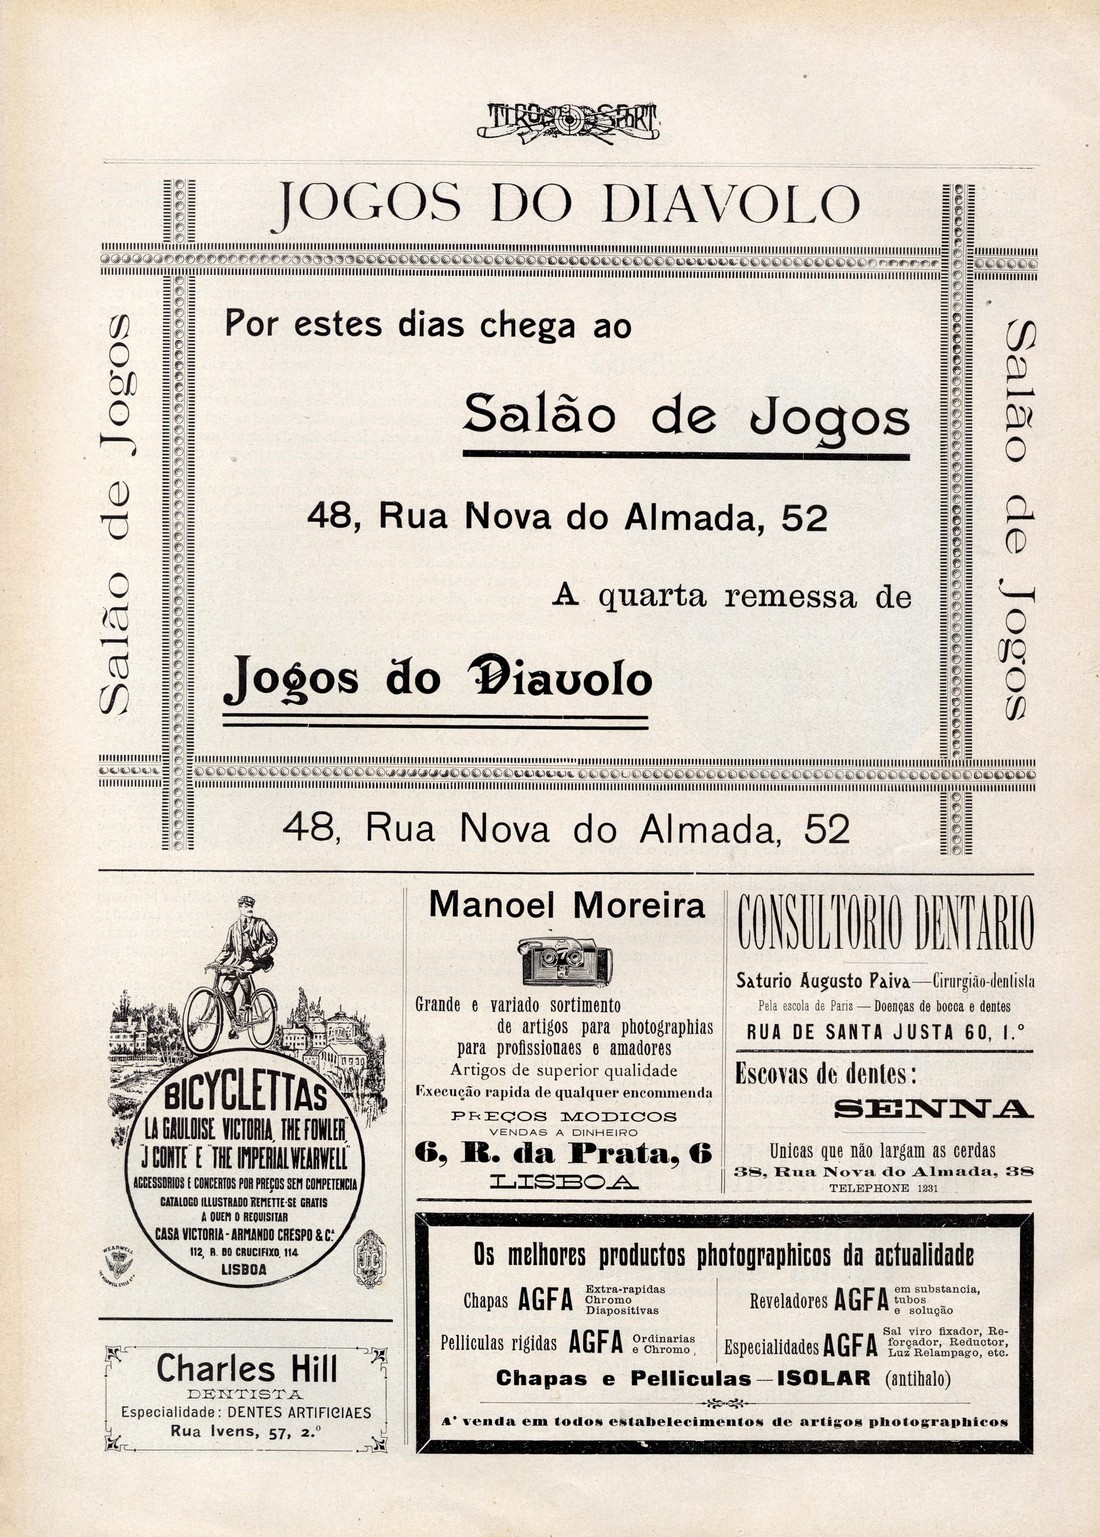 TIRO E SPORT
JOGOS DO DIAVOLO
Salão de Jogos
Por estes dias chega ao
Salão de Jogos
48, Rua Nova do Almada, 52
A quarta remessa de
Jogos do Diavolo
Salão de Jogos
48, Rua Nova do Almada, 52
BICYCLETTAS
LA GAULOISE, VICTORIA, THE FOWLER,
"J CONTE" E "THE IMPERIAL WEARWELL"
ACCESSORIOS E CONCERTOS POR PREÇOS SEM COMPETENCIA
CATALOGO ILLUSTRADO REMETTE-SE GRATIS
A QUEM O REQUISITAR
CASA VICTORIA - ARMANDO CRESPO & C.ª
112, R. DO CRUCIFIXO, 114
LISBOA
WEARWELL
Charles Hill
DENTISTA
Especialidade: DENTES ARTIFICIAES
Rua Ivens, 57, 2.º
Manoel Moreira
Grande e variado sortimento
de artigos para photographias
para profissionaes e amadores
Artigos de superior qualidade
Execução rapida de qualquer encommenda
PREÇOS MODICOS
VENDAS A DINHEIRO
6, R. da Prata, 6
LISBOA
CONSULTORIO DENTARIO
Saturio Augusto Paiva—Cirurgião-dentista
Pela escola de Paris — Doenças de bocca e dentes
RUA DE SANTA JUSTA 60, 1.º
Escovas de dentes:
SENNA
Unicas que não largam as cerdas
38, Rua Nova do Almada, 38
TELEPHONE 1231
Os melhores productos photographicos da actualidade
Chapas AGFA Extra-rapidas
Chromo
Diapositivas
Reveladores AGFA em substancia,
tubos
e solução
Pelliculas rigidas AGFA Ordinarias
e Chromo,
Especialidades AGFA Sal viro fixador, Re-
forçador, Reductor,
Luz Relampago, etc.
Chapas e Pelliculas — ISOLAR (antihalo)
A' venda em todos estabelecimentos de artigos photographicos